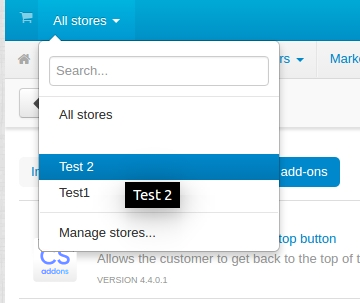 All stores
Search...
rs
Mark
All stores
Test 2
add-ons
Test1
Test 2
Manage stores...
top button
CS
addons
Allows the customer to get back to the top of t
VERSION 4.4.0.1